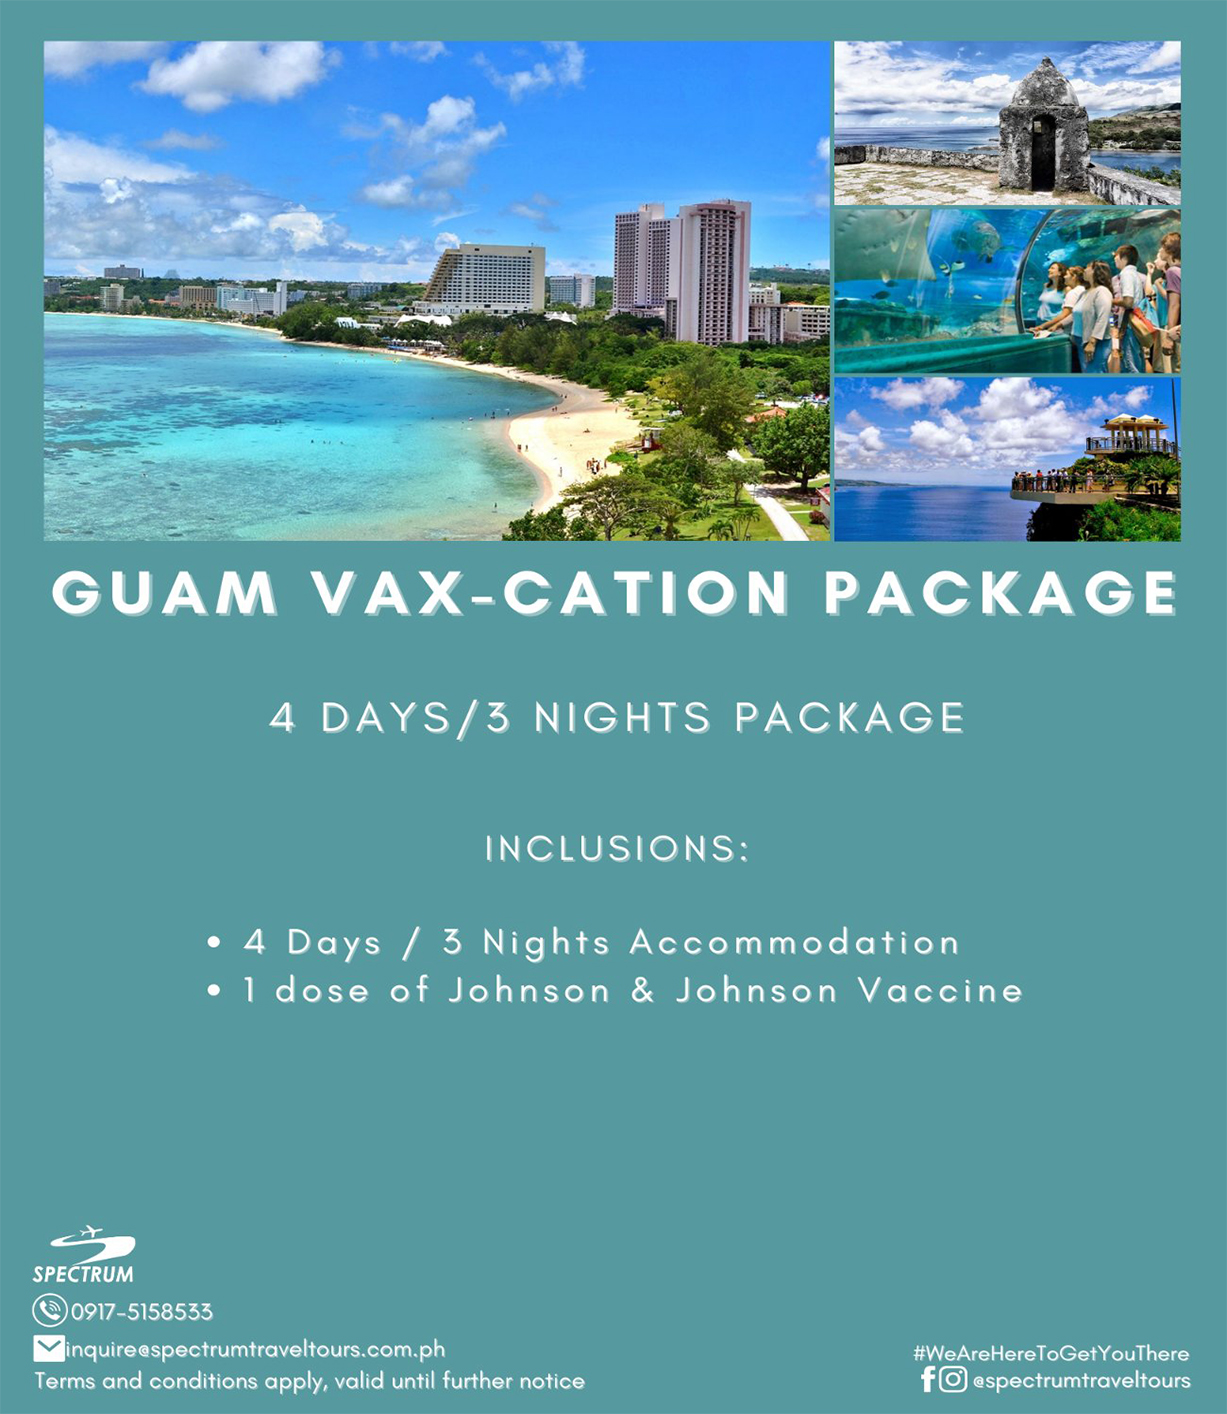 GUAM VAX-CATION PACKAGE
4 DAYS/3 NIGHTS PACKAGE
INCLUSIONS:
• 4 Days / 3 Nights Accommodation
• 1 dose of Johnson & Johnson Vaccine
SPECTRUM
0917-5158533
inquire@spectrumtraveltours.com.ph
Terms and conditions apply, valid until further notice
#WeAreHereToGetYouThere
@spectrumtraveltours